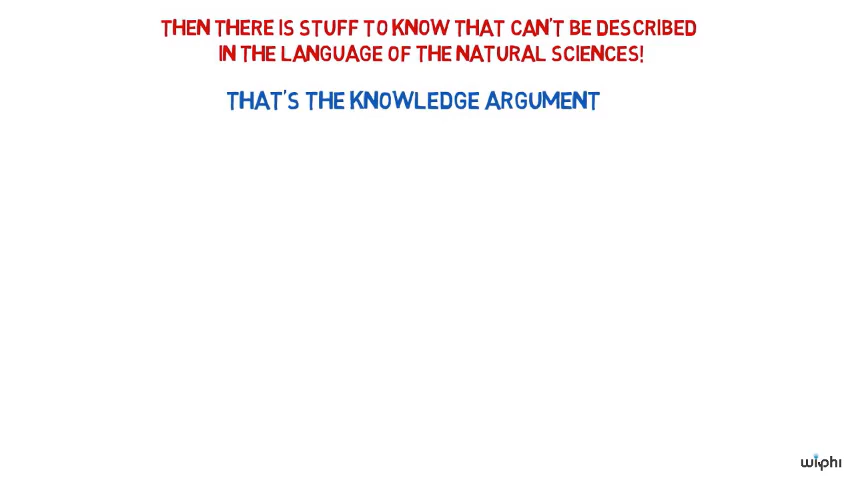 THEN THERE IS STUFF TO KNOW THAT CAN'T BE DESCRIBED
IN THE LANGUAGE OF THE NATURAL SCIENCES!
THAT'S THE KNOWLEDGE ARGUMENT
wiphi